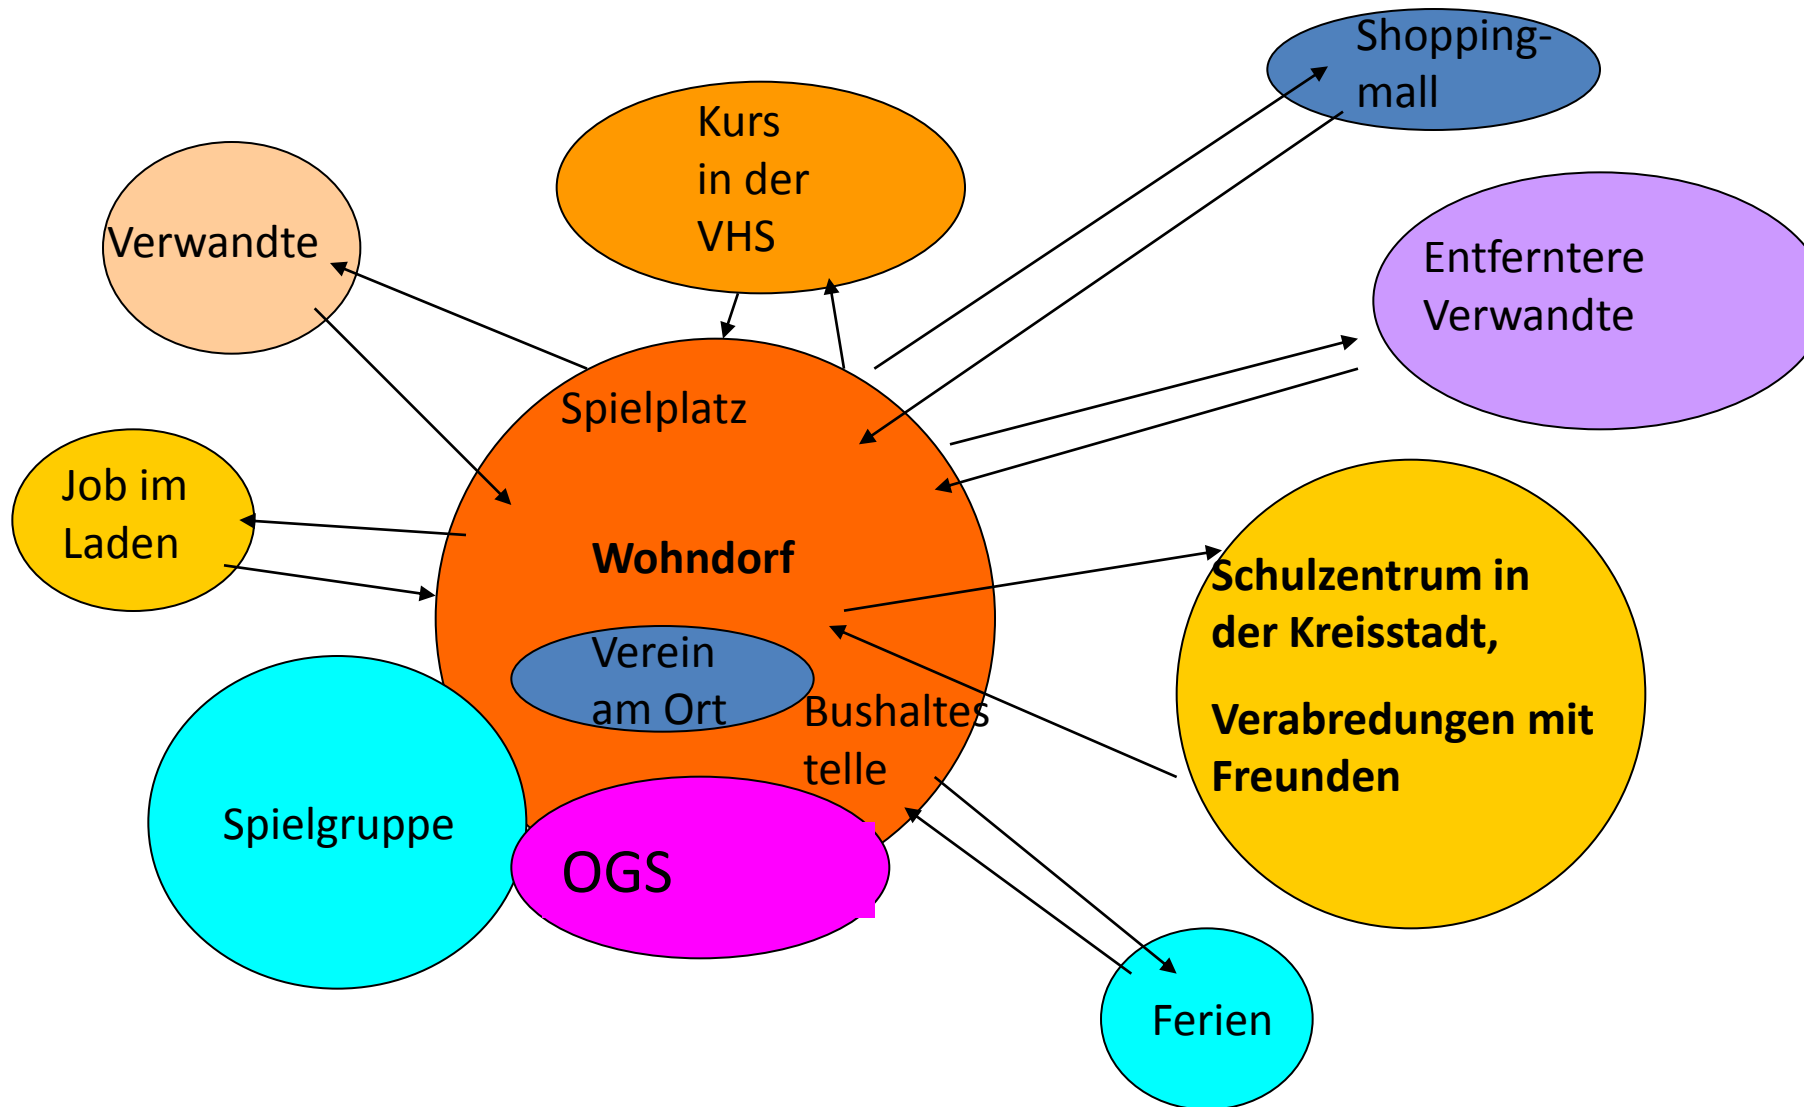 Shopping-
mall
Kurs
in der
VHS
Verwandte
Entferntere
Verwandte
Spielplatz
Job im
Laden
Wohndorf
Schulzentrum in
der Kreisstadt,
Verabredungen mit
Freunden
Verein
am Ort
Bushaltes
telle
Spielgruppe
OGS
Ferien